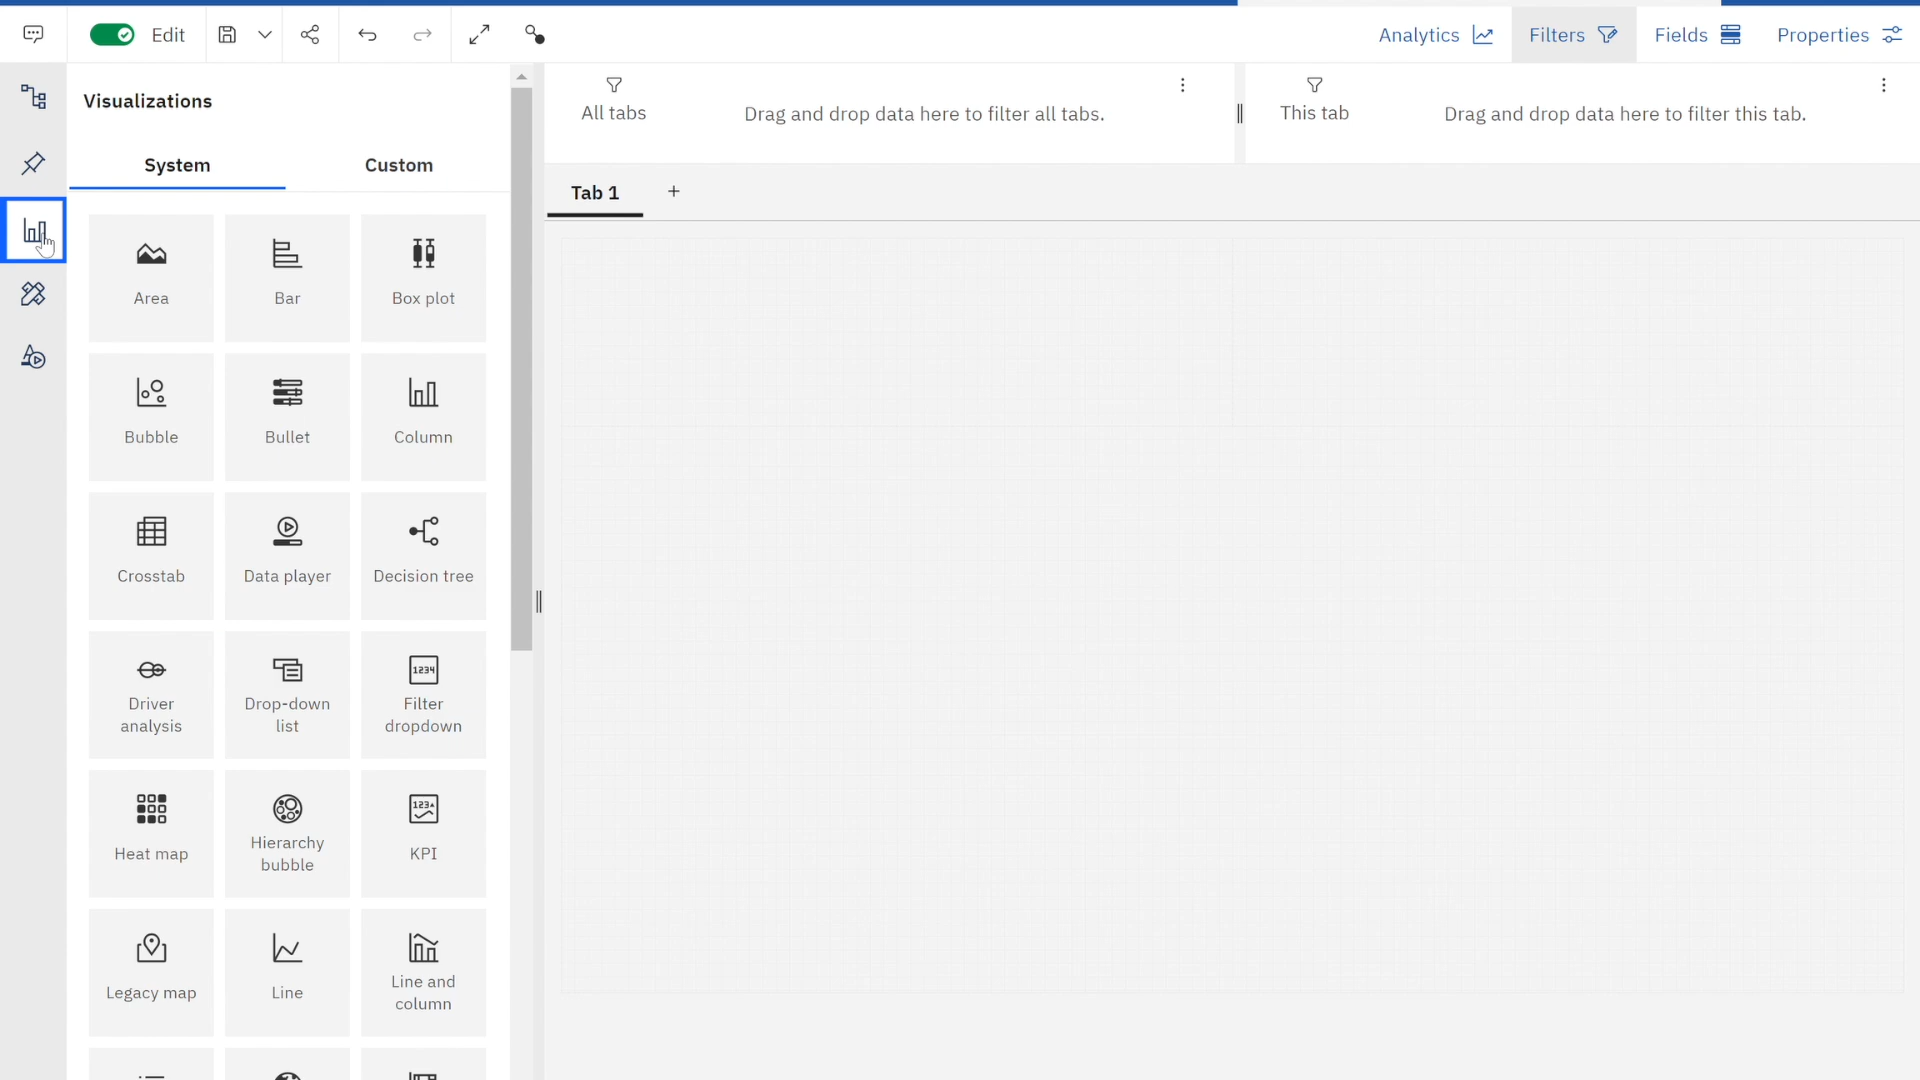 Edit
Analytics
Filters
Fields
Properties
Visualizations
System
Custom
All tabs
Drag and drop data here to filter all tabs.
This tab
Drag and drop data here to filter this tab.
Tab 1
Area
Bar
Box plot
Bubble
Bullet
Column
Crosstab
Data player
Decision tree
Driver
analysis
Drop-down
list
1234
Filter
dropdown
Heat map
Hierarchy
bubble
123
KPI
Legacy map
Line
Line and
column